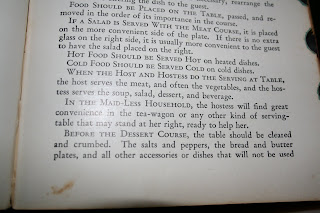 the dish to the guest.
FOOD SHOULD BE PLACED ON THE TABLE, passed, and re-
moved in the order of its importance in the course.
IF A SALAD IS SERVED WITH THE MEAT COURSE, it is placed
on the more convenient side of the plate. If there is no extra
glass on the right side, it is usually more convenient to the guest
to have the salad placed on the right.
HOT FOOD SHOULD BE SERVED HOT on heated dishes.
COLD FOOD SHOULD BE SERVED COLD on cold dishes.
WHEN THE HOST AND HOSTESS DO THE SERVING AT TABLE,
the host serves the meat, and often the vegetables, and the hos-
tess serves the soup, salad, dessert, and beverage.
IN THE MAID-LESS HOUSEHOLD, the hostess will find great
convenience in the tea-wagon or any other kind of serving-
table that may stand at her right, ready to help her.
BEFORE THE DESSERT COURSE, the table should be cleared
and crumbed. The salts and peppers, the bread and butter
plates, and all other accessories or dishes that will not be used